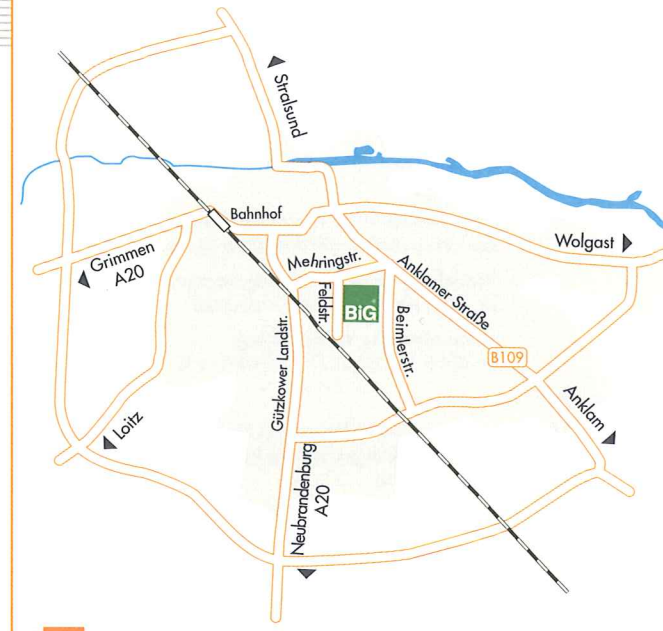 Stralsund
Bahnhof
Wolgast
Grimmen
A20
Mehringstr.
Anklamer Straße
Feldstr.
BiG
Beimlerstr.
B109
Gützkower Landstr.
Anklam
Loitz
Neubrandenburg
A20